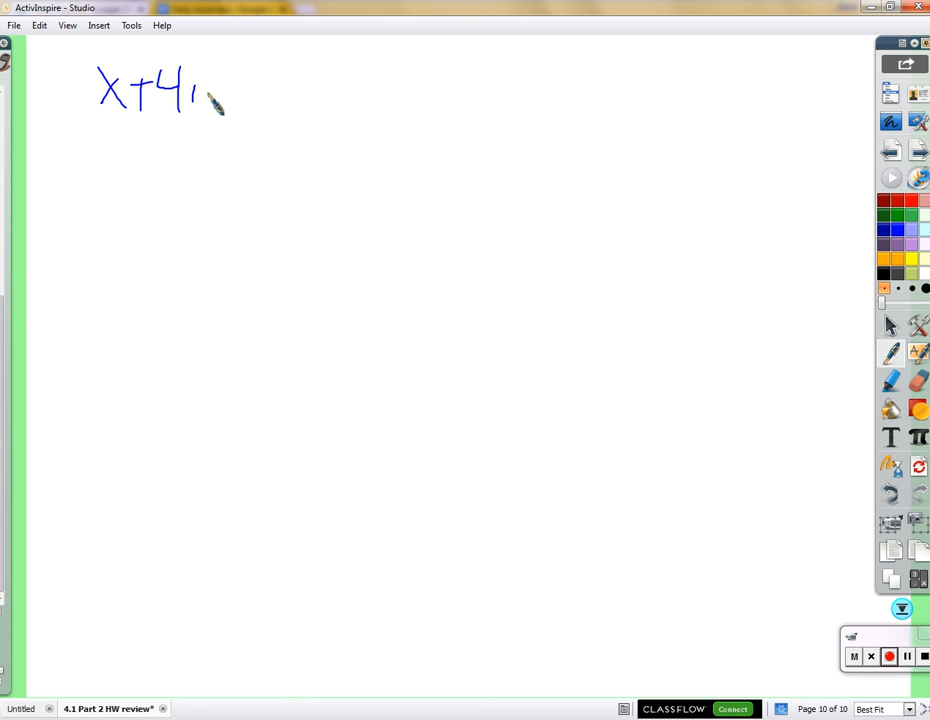 ActivInspire - Studio
File Edit View Insert Tools Help
x+4
T π
M
Untitled 4.1 Part 2 HW review* CLASSFLOW Connect Page 10 of 10 Best Fit